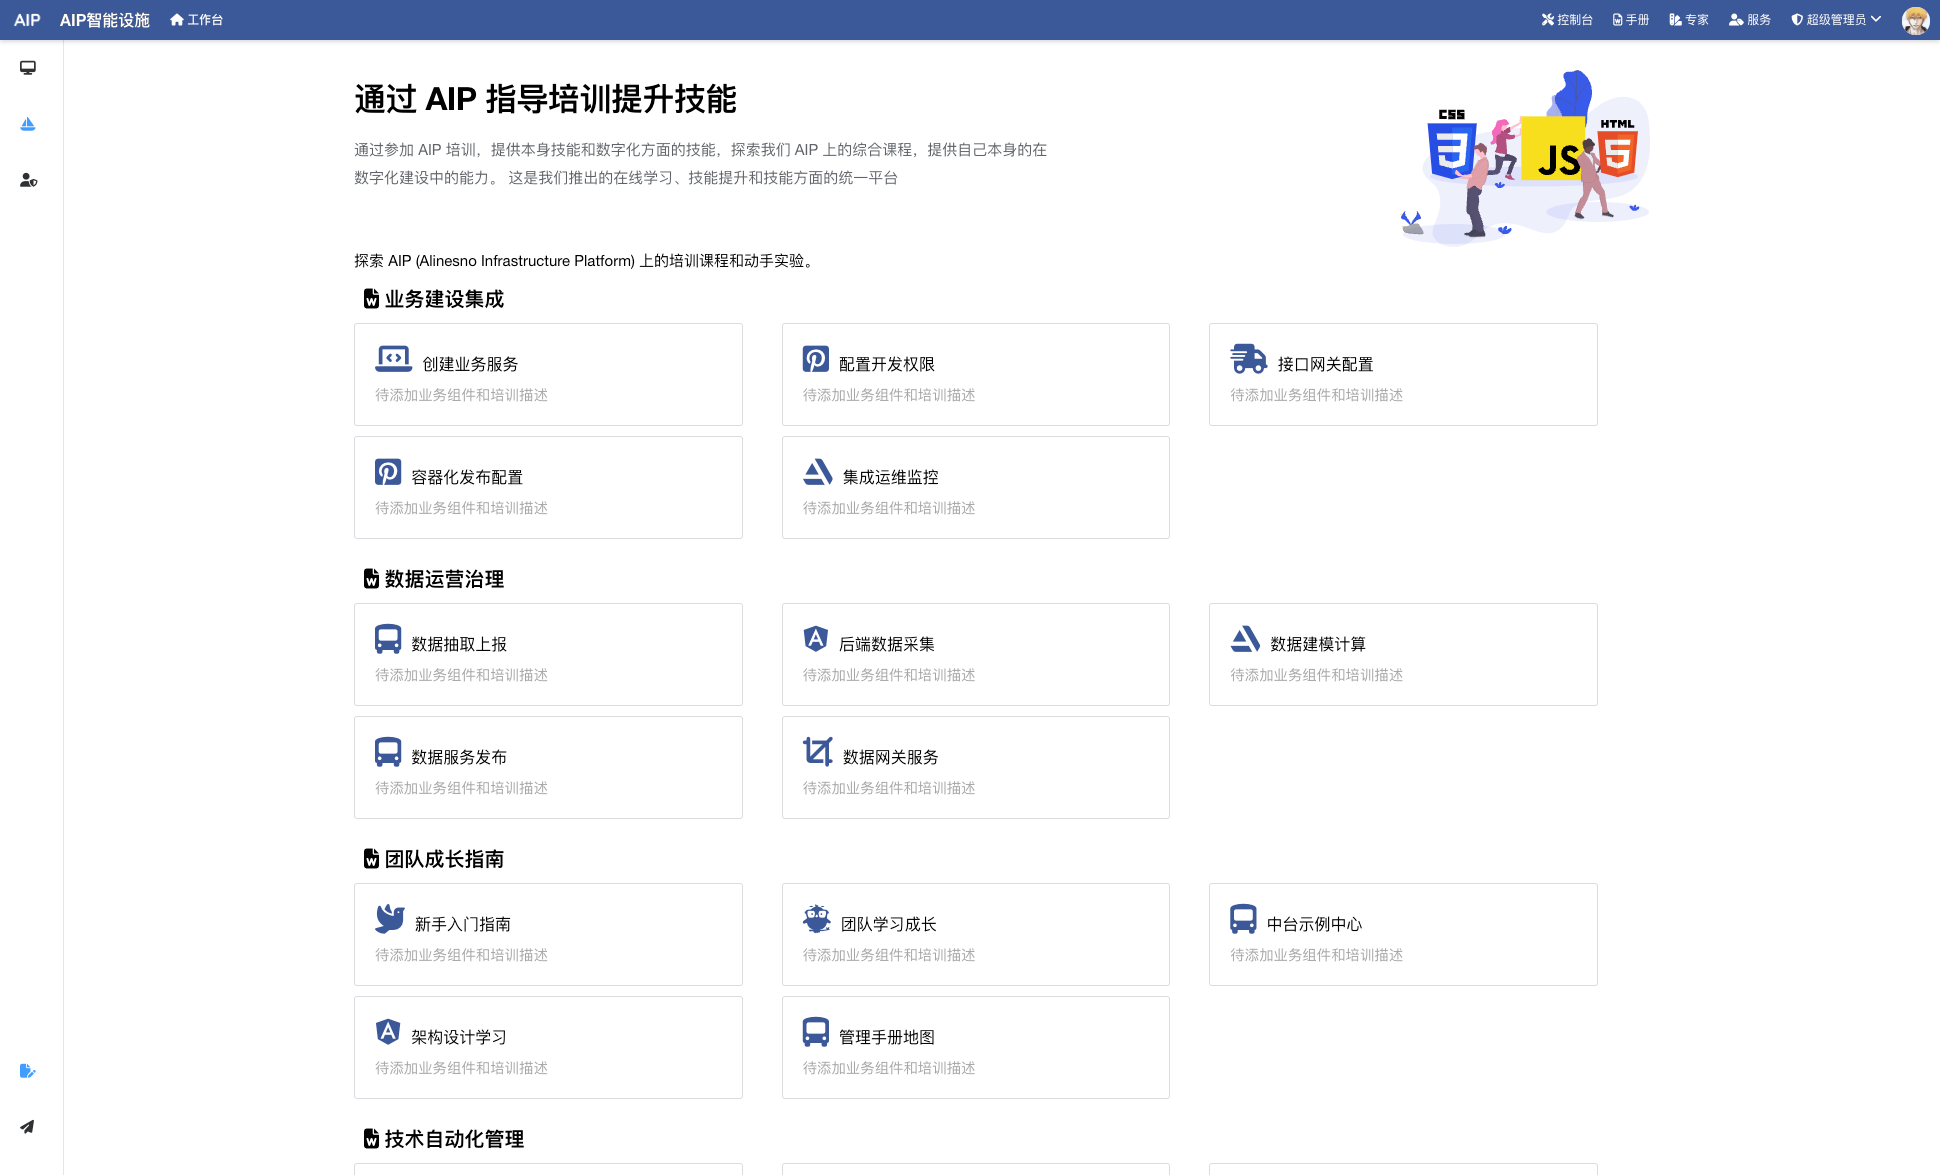 AIP AIP智能设施 工作台 控制台 手册 专家 服务 超级管理员
通过 AIP 指导培训提升技能
通过参加 AIP 培训，提供本身技能和数字化方面的技能，探索我们 AIP 上的综合课程，提供自己本身的在
数字化建设中的能力。 这是我们推出的在线学习、技能提升和技能方面的统一平台
CSS
HTML
JS
探索 AIP (Alinesno Infrastructure Platform) 上的培训课程和动手实验。
业务建设集成
创建业务服务
待添加业务组件和培训描述
配置开发权限
待添加业务组件和培训描述
接口网关配置
待添加业务组件和培训描述
容器化发布配置
待添加业务组件和培训描述
集成运维监控
待添加业务组件和培训描述
数据运营治理
数据抽取上报
待添加业务组件和培训描述
后端数据采集
待添加业务组件和培训描述
数据建模计算
待添加业务组件和培训描述
数据服务发布
待添加业务组件和培训描述
数据网关服务
待添加业务组件和培训描述
团队成长指南
新手入门指南
待添加业务组件和培训描述
团队学习成长
待添加业务组件和培训描述
中台示例中心
待添加业务组件和培训描述
架构设计学习
待添加业务组件和培训描述
管理手册地图
待添加业务组件和培训描述
技术自动化管理